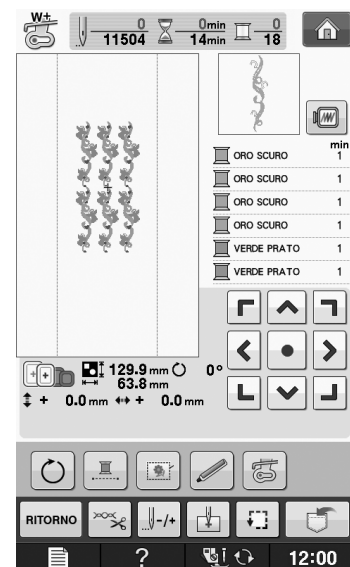 W+
0 0min 0
11504 14min 18
min
ORO SCURO 1
ORO SCURO 1
ORO SCURO 1
ORO SCURO 1
VERDE PRATO 1
VERDE PRATO 1
129.9 mm 0°
63.8 mm
+ 0.0 mm + 0.0 mm
RITORNO -/+
? 12:00